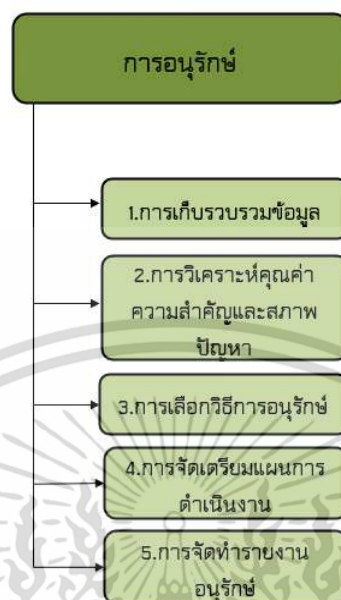 การอนุรักษ์
1.การเก็บรวบรวมข้อมูล
2.การวิเคราะห์คุณค่า
ความสำคัญและสภาพ
ปัญหา
3.การเลือกวิธีการอนุรักษ์
4.การจัดเตรียมแผนการ
ดำเนินงาน
5.การจัดทำรายงาน
อนุรักษ์